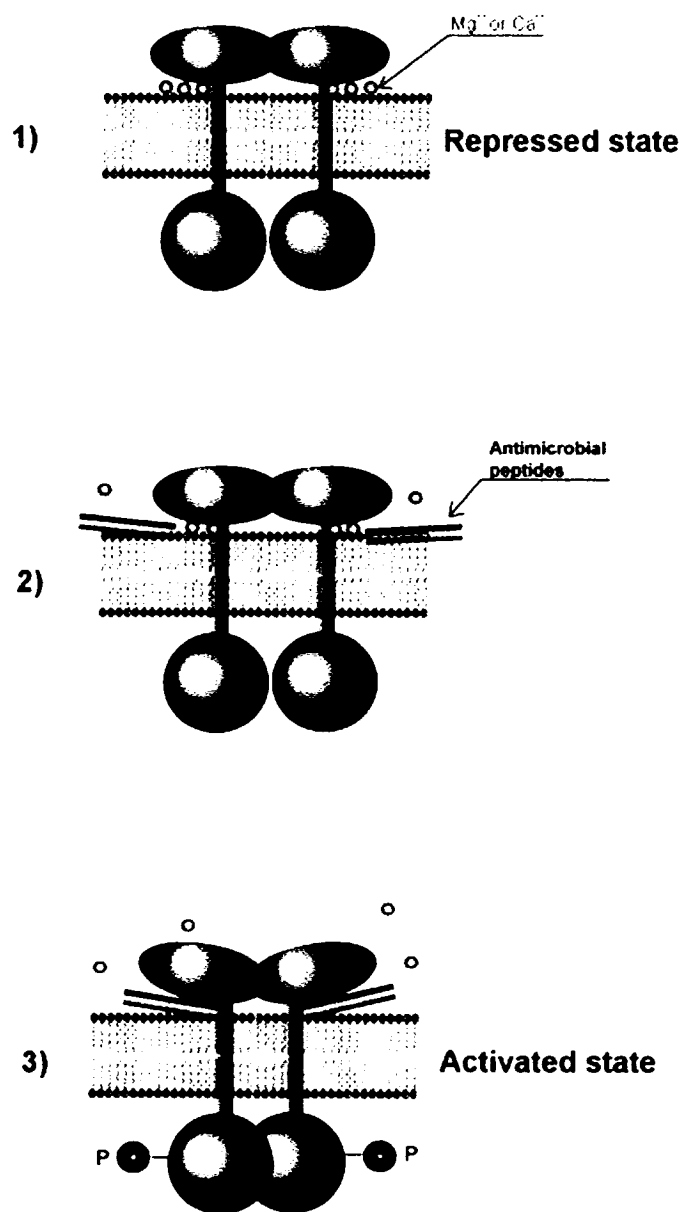 Mg⁺⁺ or Ca⁺⁺
1)
Repressed state
Antimicrobial
peptides
2)
3)
Activated state
P
P